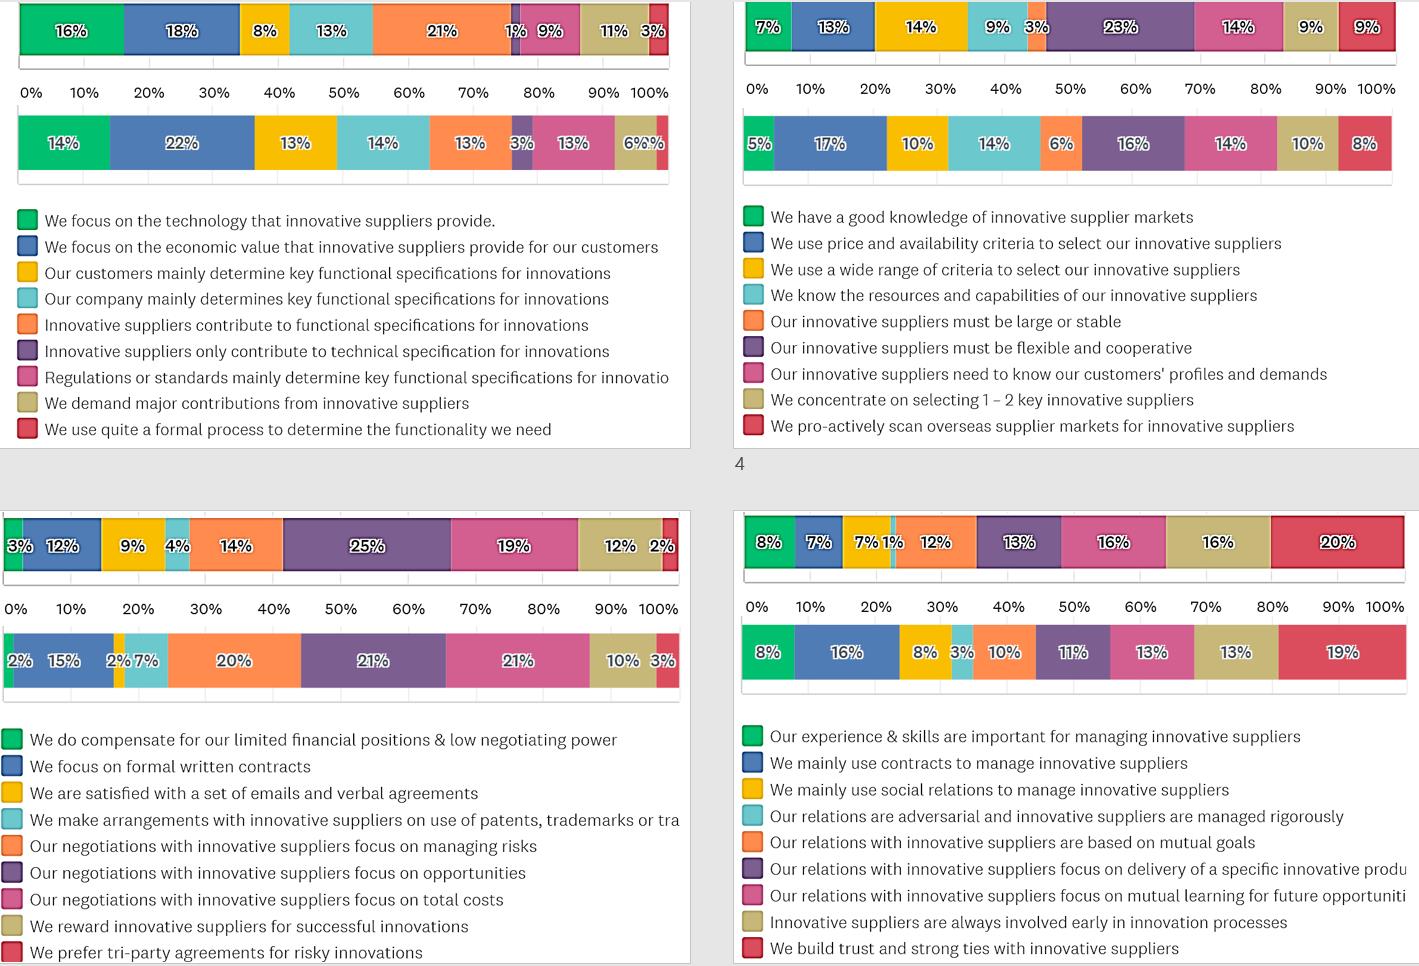 16% 18% 8% 13% 21% 1% 9% 11% 3%
0% 10% 20% 30% 40% 50% 60% 70% 80% 90% 100%
14% 22% 13% 14% 13% 3% 13% 6% %
We focus on the technology that innovative suppliers provide.
We focus on the economic value that innovative suppliers provide for our customers
Our customers mainly determine key functional specifications for innovations
Our company mainly determines key functional specifications for innovations
Innovative suppliers contribute to functional specifications for innovations
Innovative suppliers only contribute to technical specification for innovations
Regulations or standards mainly determine key functional specifications for innovatio
We demand major contributions from innovative suppliers
We use quite a formal process to determine the functionality we need
7% 13% 14% 9% 3% 23% 14% 9% 9%
0% 10% 20% 30% 40% 50% 60% 70% 80% 90% 100%
5% 17% 10% 14% 6% 16% 14% 10% 8%
We have a good knowledge of innovative supplier markets
We use price and availability criteria to select our innovative suppliers
We use a wide range of criteria to select our innovative suppliers
We know the resources and capabilities of our innovative suppliers
Our innovative suppliers must be large or stable
Our innovative suppliers must be flexible and cooperative
Our innovative suppliers need to know our customers' profiles and demands
We concentrate on selecting 1 – 2 key innovative suppliers
We pro-actively scan overseas supplier markets for innovative suppliers
4
3% 12% 9% 4% 14% 25% 19% 12% 2%
0% 10% 20% 30% 40% 50% 60% 70% 80% 90% 100%
2% 15% 2% 7% 20% 21% 21% 10% 3%
We do compensate for our limited financial positions & low negotiating power
We focus on formal written contracts
We are satisfied with a set of emails and verbal agreements
We make arrangements with innovative suppliers on use of patents, trademarks or tra
Our negotiations with innovative suppliers focus on managing risks
Our negotiations with innovative suppliers focus on opportunities
Our negotiations with innovative suppliers focus on total costs
We reward innovative suppliers for successful innovations
We prefer tri-party agreements for risky innovations
8% 7% 7% 1% 12% 13% 16% 16% 20%
0% 10% 20% 30% 40% 50% 60% 70% 80% 90% 100%
8% 16% 8% 3% 10% 11% 13% 13% 19%
Our experience & skills are important for managing innovative suppliers
We mainly use contracts to manage innovative suppliers
We mainly use social relations to manage innovative suppliers
Our relations are adversarial and innovative suppliers are managed rigorously
Our relations with innovative suppliers are based on mutual goals
Our relations with innovative suppliers focus on delivery of a specific innovative produ
Our relations with innovative suppliers focus on mutual learning for future opportuniti
Innovative suppliers are always involved early in innovation processes
We build trust and strong ties with innovative suppliers